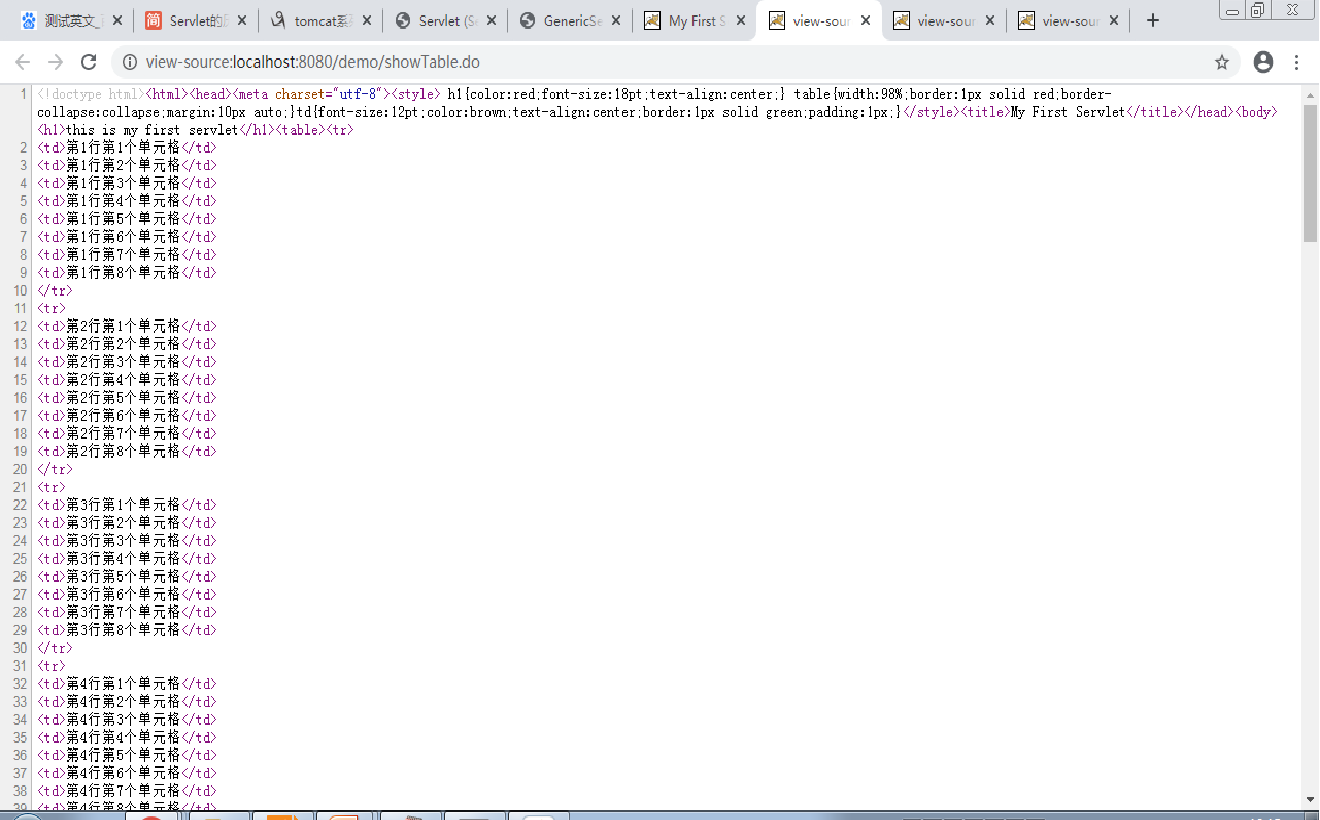 测试英文_
简 Servlet的
tomcat系
Servlet (Se
GenericSe
My First S
view-sour
view-sour
view-sour
view-source:localhost:8080/demo/showTable.do
1 <!doctype html><html><head><meta charset="utf-8"><style> h1{color:red;font-size:18pt;text-align:center;} table{width:98%;border:1px solid red;border-
collapse:collapse;margin:10px auto;}td{font-size:12pt;color:brown;text-align:center;border:1px solid green;padding:1px;}</style><title>My First Servlet</title></head><body>
<h1>this is my first servlet</h1><table><tr>
2 <td>第1行第1个单元格</td>
3 <td>第1行第2个单元格</td>
4 <td>第1行第3个单元格</td>
5 <td>第1行第4个单元格</td>
6 <td>第1行第5个单元格</td>
7 <td>第1行第6个单元格</td>
8 <td>第1行第7个单元格</td>
9 <td>第1行第8个单元格</td>
10 </tr>
11 <tr>
12 <td>第2行第1个单元格</td>
13 <td>第2行第2个单元格</td>
14 <td>第2行第3个单元格</td>
15 <td>第2行第4个单元格</td>
16 <td>第2行第5个单元格</td>
17 <td>第2行第6个单元格</td>
18 <td>第2行第7个单元格</td>
19 <td>第2行第8个单元格</td>
20 </tr>
21 <tr>
22 <td>第3行第1个单元格</td>
23 <td>第3行第2个单元格</td>
24 <td>第3行第3个单元格</td>
25 <td>第3行第4个单元格</td>
26 <td>第3行第5个单元格</td>
27 <td>第3行第6个单元格</td>
28 <td>第3行第7个单元格</td>
29 <td>第3行第8个单元格</td>
30 </tr>
31 <tr>
32 <td>第4行第1个单元格</td>
33 <td>第4行第2个单元格</td>
34 <td>第4行第3个单元格</td>
35 <td>第4行第4个单元格</td>
36 <td>第4行第5个单元格</td>
37 <td>第4行第6个单元格</td>
38 <td>第4行第7个单元格</td>
39 <td>第4行第8个单元格</td>